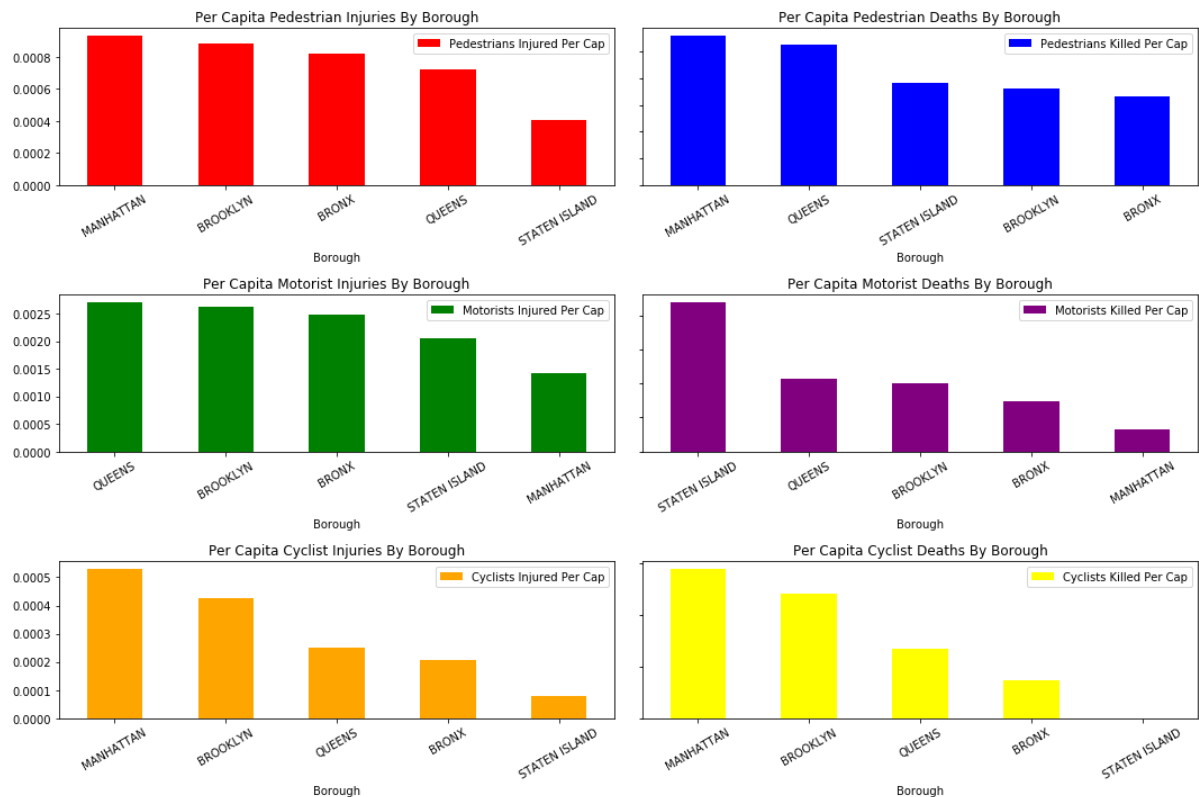 Per Capita Pedestrian Injuries By Borough
Pedestrians Injured Per Cap
0.0008
0.0006
0.0004
0.0002
0.0000
MANHATTAN
BROOKLYN
BRONX
QUEENS
STATEN ISLAND
Borough
Per Capita Pedestrian Deaths By Borough
Pedestrians Killed Per Cap
MANHATTAN
QUEENS
STATEN ISLAND
BROOKLYN
BRONX
Borough
Per Capita Motorist Injuries By Borough
Motorists Injured Per Cap
0.0025
0.0020
0.0015
0.0010
0.0005
0.0000
QUEENS
BROOKLYN
BRONX
STATEN ISLAND
MANHATTAN
Borough
Per Capita Motorist Deaths By Borough
Motorists Killed Per Cap
STATEN ISLAND
QUEENS
BROOKLYN
BRONX
MANHATTAN
Borough
Per Capita Cyclist Injuries By Borough
Cyclists Injured Per Cap
0.0005
0.0004
0.0003
0.0002
0.0001
0.0000
MANHATTAN
BROOKLYN
QUEENS
BRONX
STATEN ISLAND
Borough
Per Capita Cyclist Deaths By Borough
Cyclists Killed Per Cap
MANHATTAN
BROOKLYN
QUEENS
BRONX
STATEN ISLAND
Borough